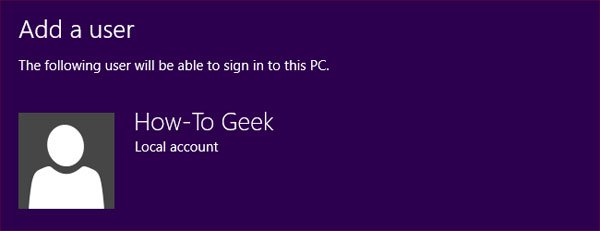 Add a user
The following user will be able to sign in to this PC.
How-To Geek
Local account